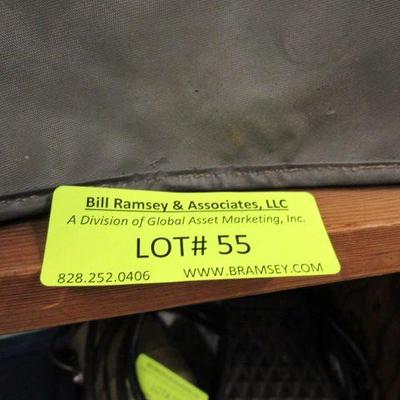 Bill Ramsey & Associates, LLC
A Division of Global Asset Marketing, Inc.
LOT# 55
828.252.0406 WWW.BRAMSEY.COM